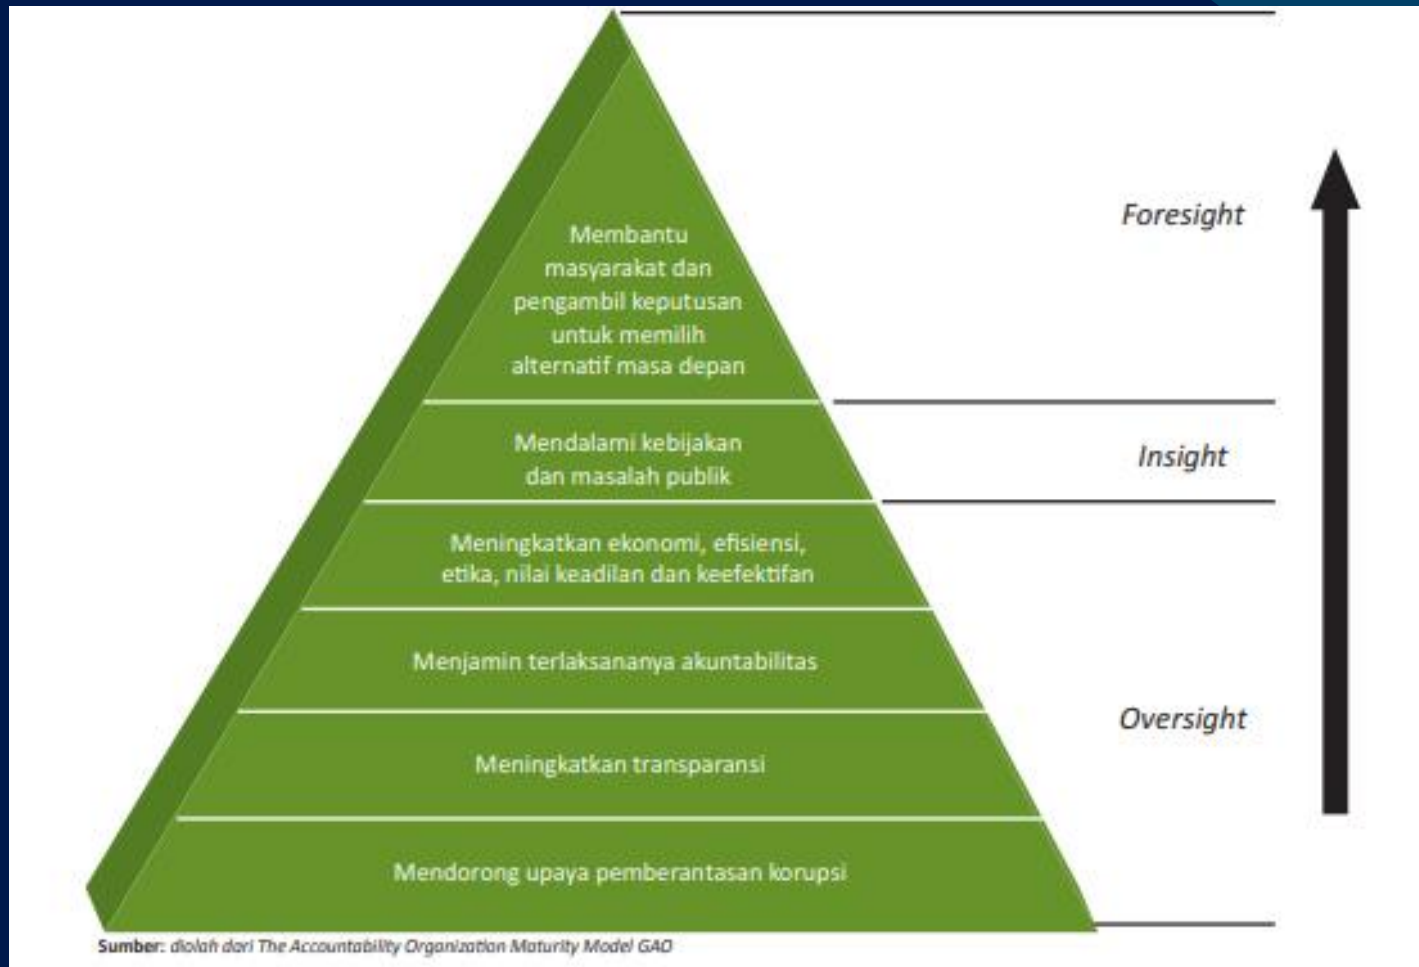 Membantu
masyarakat dan
pengambil keputusan
untuk memilih
alternatif masa depan
Foresight
Mendalami kebijakan
dan masalah publik
Insight
Meningkatkan ekonomi, efisiensi,
etika, nilai keadilan dan keefektifan
Menjamin terlaksananya akuntabilitas
Oversight
Meningkatkan transparansi
Mendorong upaya pemberantasan korupsi
Sumber: diolah dari The Accountability Organization Maturity Model GAO